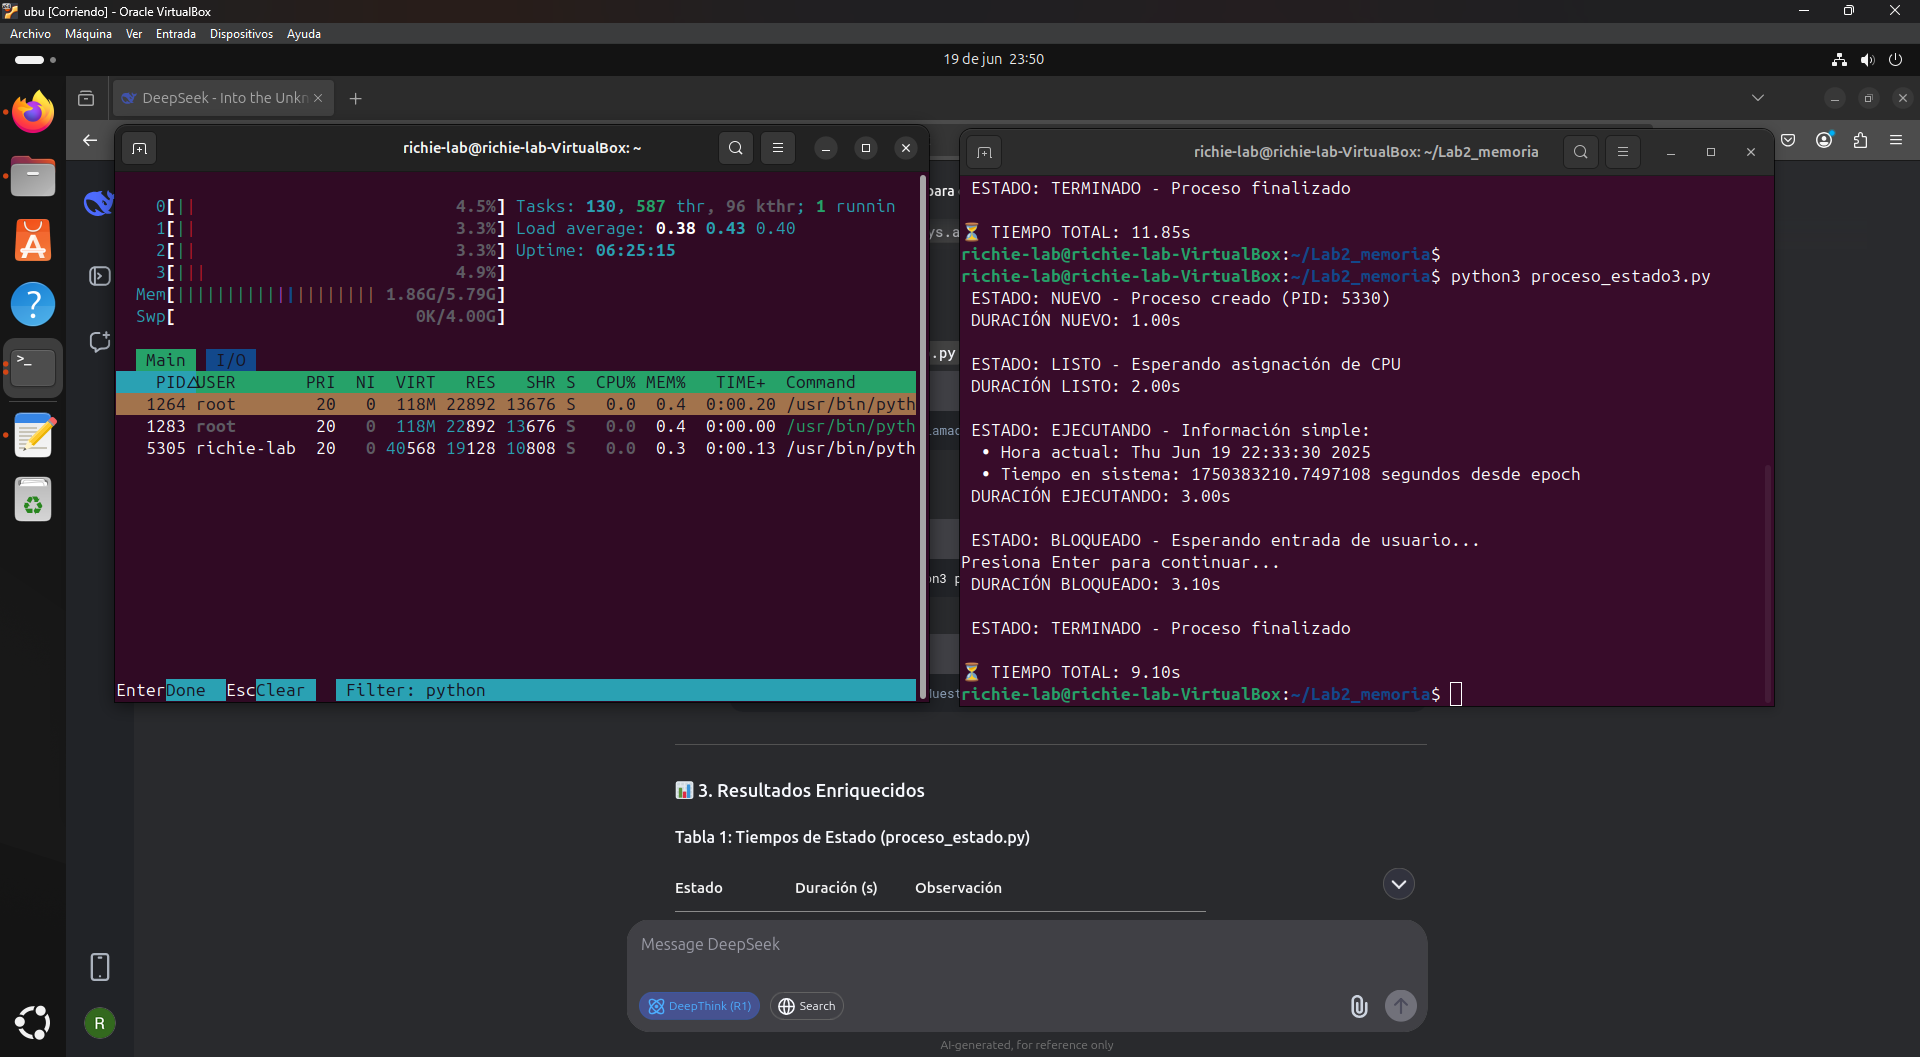 ubu [Corriendo] - Oracle VirtualBox
Archivo Máquina Ver Entrada Dispositivos Ayuda
19 de jun 23:50
DeepSeek - Into the Unkn
richie-lab@richie-lab-VirtualBox: ~
0[|| 4.5%] Tasks: 130, 587 thr, 96 kthr; 1 runnin
1[|| 3.3%] Load average: 0.38 0.43 0.40
2[|| 3.3%] Uptime: 06:25:15
3[||| 4.9%]
Mem[|||||||||||||||||||| 1.86G/5.79G]
Swp[ 0K/4.00G]
Main I/O
PID△USER PRI NI VIRT RES SHR S CPU% MEM% TIME+ Command
1264 root 20 0 118M 22892 13676 S 0.0 0.4 0:00.20 /usr/bin/pyth
1283 root 20 0 118M 22892 13676 S 0.0 0.4 0:00.00 /usr/bin/pyth
5305 richie-lab 20 0 40568 19128 10808 S 0.0 0.3 0:00.13 /usr/bin/pyth
EnterDone EscClear Filter: python
para
ys.a
.py
lamac
on3 p
uest
richie-lab@richie-lab-VirtualBox: ~/Lab2_memoria
ESTADO: TERMINADO - Proceso finalizado
⏳ TIEMPO TOTAL: 11.85s
richie-lab@richie-lab-VirtualBox:~/Lab2_memoria$
richie-lab@richie-lab-VirtualBox:~/Lab2_memoria$ python3 proceso_estado3.py
ESTADO: NUEVO - Proceso creado (PID: 5330)
DURACIÓN NUEVO: 1.00s
ESTADO: LISTO - Esperando asignación de CPU
DURACIÓN LISTO: 2.00s
ESTADO: EJECUTANDO - Información simple:
• Hora actual: Thu Jun 19 22:33:30 2025
• Tiempo en sistema: 1750383210.7497108 segundos desde epoch
DURACIÓN EJECUTANDO: 3.00s
ESTADO: BLOQUEADO - Esperando entrada de usuario...
Presiona Enter para continuar...
DURACIÓN BLOQUEADO: 3.10s
ESTADO: TERMINADO - Proceso finalizado
⏳ TIEMPO TOTAL: 9.10s
richie-lab@richie-lab-VirtualBox:~/Lab2_memoria$
📊 3. Resultados Enriquecidos
Tabla 1: Tiempos de Estado (proceso_estado.py)
Estado Duración (s) Observación
Message DeepSeek
DeepThink (R1) Search
R
AI-generated, for reference only